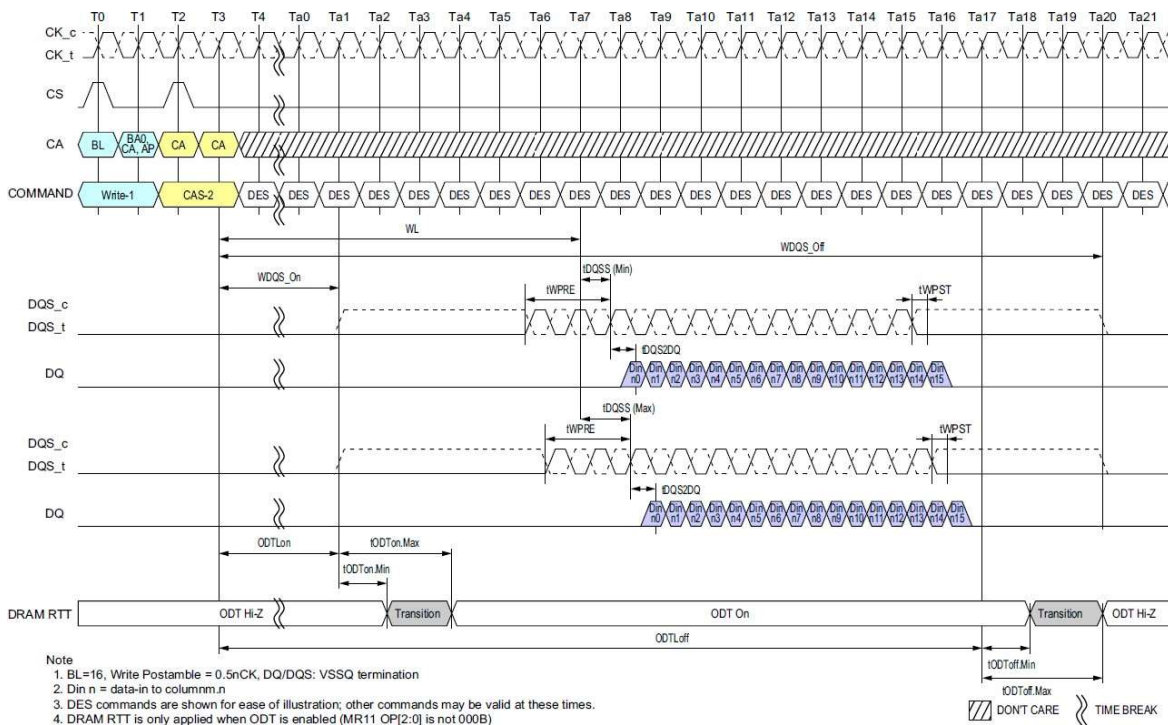 T0 T1 T2 T3 T4 Ta0 Ta1 Ta2 Ta3 Ta4 Ta5 Ta6 Ta7 Ta8 Ta9 Ta10 Ta11 Ta12 Ta13 Ta14 Ta15 Ta16 Ta17 Ta18 Ta19 Ta20 Ta21
CK_c
CK_t
CS
CA BL BA0, CA, AP CA CA
COMMAND Write-1 CAS-2 DES DES DES DES DES DES DES DES DES DES DES DES DES DES DES DES DES DES DES DES DES DES DES
WL
WDQS_Off
WDQS_On
tDQSS (Min)
tWPRE
tWPST
DQS_c
DQS_t
tDQS2DQ
DQ Din n0 Din n1 Din n2 Din n3 Din n4 Din n5 Din n6 Din n7 Din n8 Din n9 Din n10 Din n11 Din n12 Din n13 Din n14 Din n15
tDQSS (Max)
tWPRE
tWPST
DQS_c
DQS_t
tDQS2DQ
DQ Din n0 Din n1 Din n2 Din n3 Din n4 Din n5 Din n6 Din n7 Din n8 Din n9 Din n10 Din n11 Din n12 Din n13 Din n14 Din n15
ODTLon
tODTon.Max
tODTon.Min
DRAM RTT ODT Hi-Z Transition ODT On Transition ODT Hi-Z
ODTLoff
tODToff.Min
tODToff.Max
Note
1. BL=16, Write Postamble = 0.5nCK, DQ/DQS: VSSQ termination
2. Din n = data-in to columnm.n
3. DES commands are shown for ease of illustration; other commands may be valid at these times.
4. DRAM RTT is only applied when ODT is enabled (MR11 OP[2:0] is not 000B)
DON'T CARE TIME BREAK